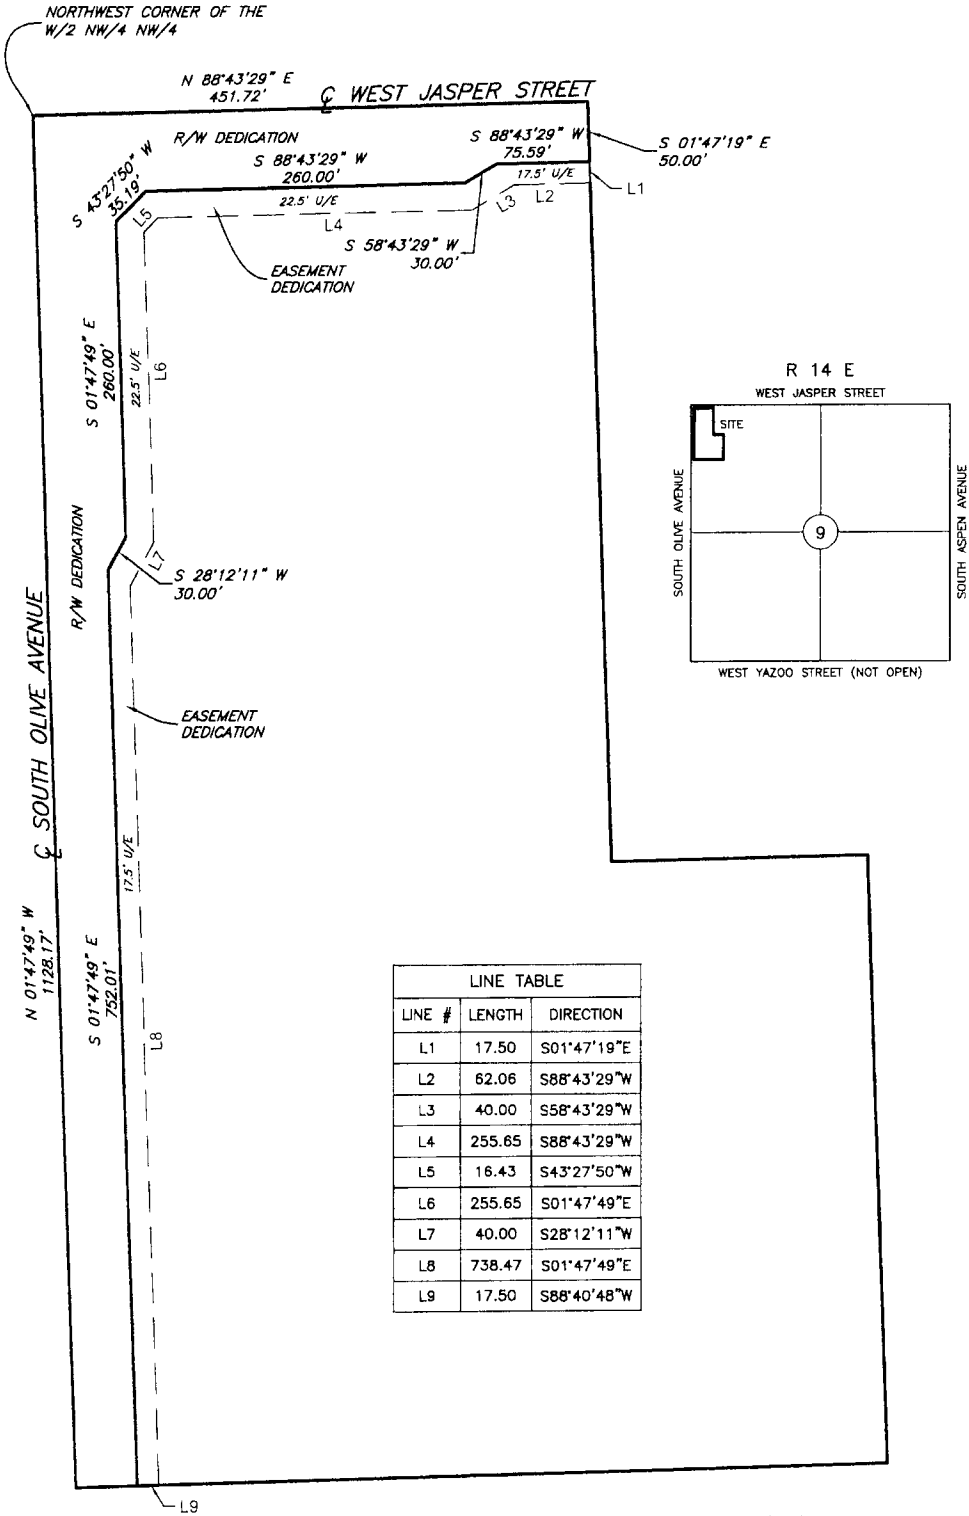 NORTHWEST CORNER OF THE
W/2 NW/4 NW/4
N 88°43'29" E
451.72'
℄ WEST JASPER STREET
R/W DEDICATION
S 88°43'29" W
260.00'
S 88°43'29" W
75.59'
S 01°47'19" E
50.00'
S 43°27'50" W
35.19'
17.5' U/E
L1
L2
L3
22.5' U/E
L4
L5
S 58°43'29" W
30.00'
EASEMENT
DEDICATION
S 01°47'49" E
260.00'
22.5' U/E
L6
R 14 E
WEST JASPER STREET
SITE
SOUTH OLIVE AVENUE
9
SOUTH ASPEN AVENUE
WEST YAZOO STREET (NOT OPEN)
R/W DEDICATION
L7
S 28°12'11" W
30.00'
℄ SOUTH OLIVE AVENUE
EASEMENT
DEDICATION
17.5' U/E
N 01°47'49" W
1128.17'
S 01°47'49" E
752.01'
L8
LINE TABLE
LINE # LENGTH DIRECTION
L1 17.50 S01°47'19"E
L2 62.06 S88°43'29"W
L3 40.00 S58°43'29"W
L4 255.65 S88°43'29"W
L5 16.43 S43°27'50"W
L6 255.65 S01°47'49"E
L7 40.00 S28°12'11"W
L8 738.47 S01°47'49"E
L9 17.50 S88°40'48"W
L9